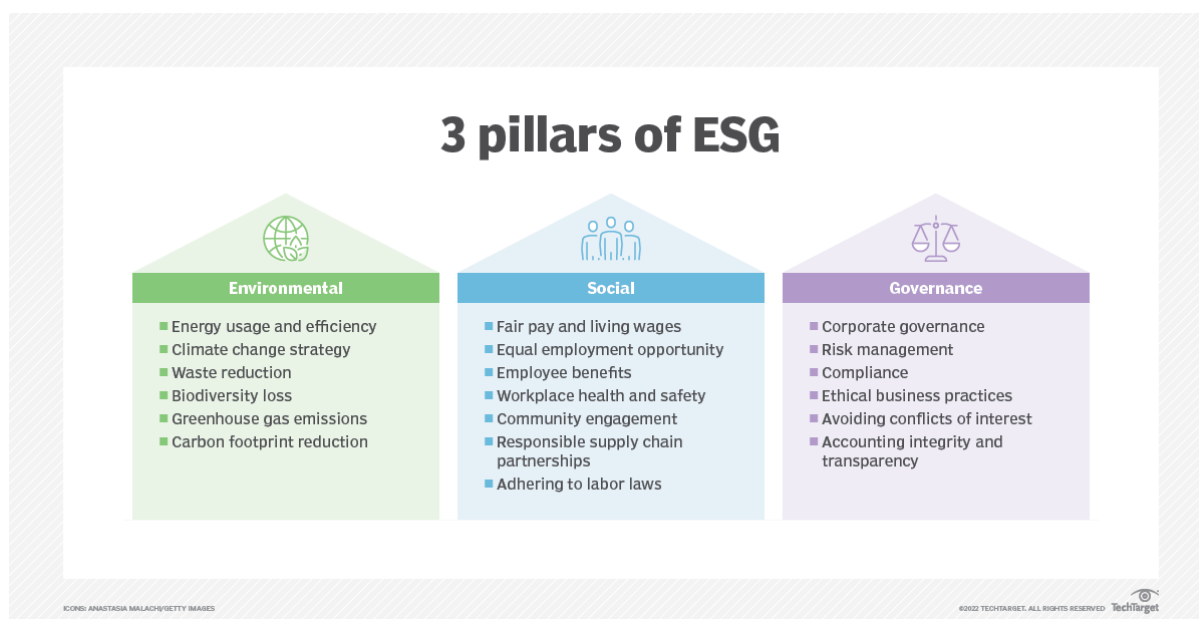 3 pillars of ESG
Environmental
Energy usage and efficiency
Climate change strategy
Waste reduction
Biodiversity loss
Greenhouse gas emissions
Carbon footprint reduction
Social
Fair pay and living wages
Equal employment opportunity
Employee benefits
Workplace health and safety
Community engagement
Responsible supply chain
partnerships
Adhering to labor laws
Governance
Corporate governance
Risk management
Compliance
Ethical business practices
Avoiding conflicts of interest
Accounting integrity and
transparency
ICONS: ANASTASIA MALACHI/GETTY IMAGES
©2022 TECHTARGET. ALL RIGHTS RESERVED
TechTarget